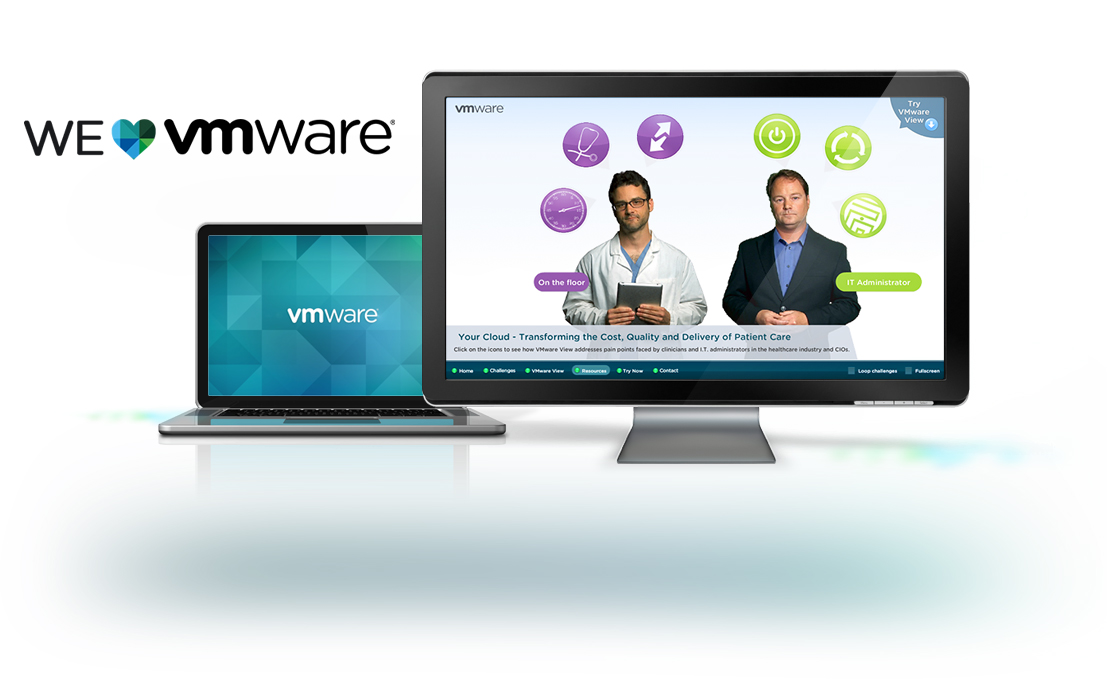 WE vmware®
vmware
Try
VMware
View
On the floor
IT Administrator
Your Cloud - Transforming the Cost, Quality and Delivery of Patient Care
Click on the icons to see how VMware View addresses pain points faced by clinicians and I.T. administrators in the healthcare industry and CIOs.
Home Challenges VMware View Resources Try Now Contact Loop challenges Fullscreen
vmware